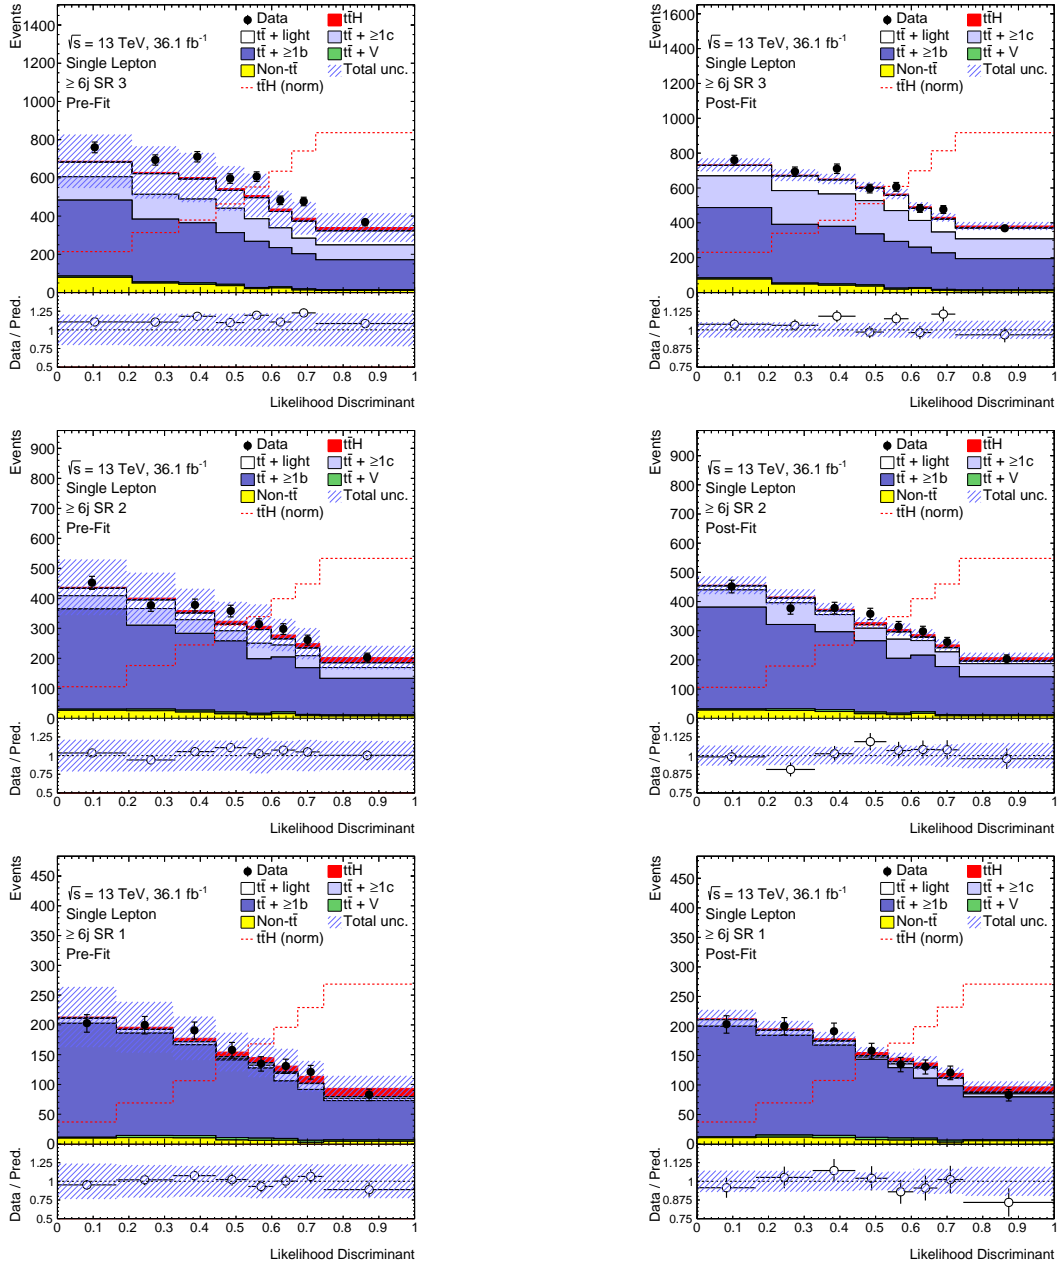 Events
1400
1200
1000
800
600
400
200
0
√s = 13 TeV, 36.1 fb⁻¹
Single Lepton
≥ 6j SR 3
Pre-Fit
Data tt̄H
tt̄ + light tt̄ + ≥1c
tt̄ + ≥1b tt̄ + V
Non-tt̄ Total unc.
tt̄H (norm)
Data / Pred.
1.25
1
0.75
0.5
0 0.1 0.2 0.3 0.4 0.5 0.6 0.7 0.8 0.9 1
Likelihood Discriminant
Events
1600
1400
1200
1000
800
600
400
200
0
√s = 13 TeV, 36.1 fb⁻¹
Single Lepton
≥ 6j SR 3
Post-Fit
Data tt̄H
tt̄ + light tt̄ + ≥1c
tt̄ + ≥1b tt̄ + V
Non-tt̄ Total unc.
tt̄H (norm)
Data / Pred.
1.125
1
0.875
0.75
0 0.1 0.2 0.3 0.4 0.5 0.6 0.7 0.8 0.9 1
Likelihood Discriminant
Events
900
800
700
600
500
400
300
200
100
0
√s = 13 TeV, 36.1 fb⁻¹
Single Lepton
≥ 6j SR 2
Pre-Fit
Data tt̄H
tt̄ + light tt̄ + ≥1c
tt̄ + ≥1b tt̄ + V
Non-tt̄ Total unc.
tt̄H (norm)
Data / Pred.
1.25
1
0.75
0.5
0 0.1 0.2 0.3 0.4 0.5 0.6 0.7 0.8 0.9 1
Likelihood Discriminant
Events
900
800
700
600
500
400
300
200
100
0
√s = 13 TeV, 36.1 fb⁻¹
Single Lepton
≥ 6j SR 2
Post-Fit
Data tt̄H
tt̄ + light tt̄ + ≥1c
tt̄ + ≥1b tt̄ + V
Non-tt̄ Total unc.
tt̄H (norm)
Data / Pred.
1.125
1
0.875
0.75
0 0.1 0.2 0.3 0.4 0.5 0.6 0.7 0.8 0.9 1
Likelihood Discriminant
Events
450
400
350
300
250
200
150
100
50
0
√s = 13 TeV, 36.1 fb⁻¹
Single Lepton
≥ 6j SR 1
Pre-Fit
Data tt̄H
tt̄ + light tt̄ + ≥1c
tt̄ + ≥1b tt̄ + V
Non-tt̄ Total unc.
tt̄H (norm)
Data / Pred.
1.25
1
0.75
0.5
0 0.1 0.2 0.3 0.4 0.5 0.6 0.7 0.8 0.9 1
Likelihood Discriminant
Events
450
400
350
300
250
200
150
100
50
0
√s = 13 TeV, 36.1 fb⁻¹
Single Lepton
≥ 6j SR 1
Post-Fit
Data tt̄H
tt̄ + light tt̄ + ≥1c
tt̄ + ≥1b tt̄ + V
Non-tt̄ Total unc.
tt̄H (norm)
Data / Pred.
1.125
1
0.875
0.75
0 0.1 0.2 0.3 0.4 0.5 0.6 0.7 0.8 0.9 1
Likelihood Discriminant